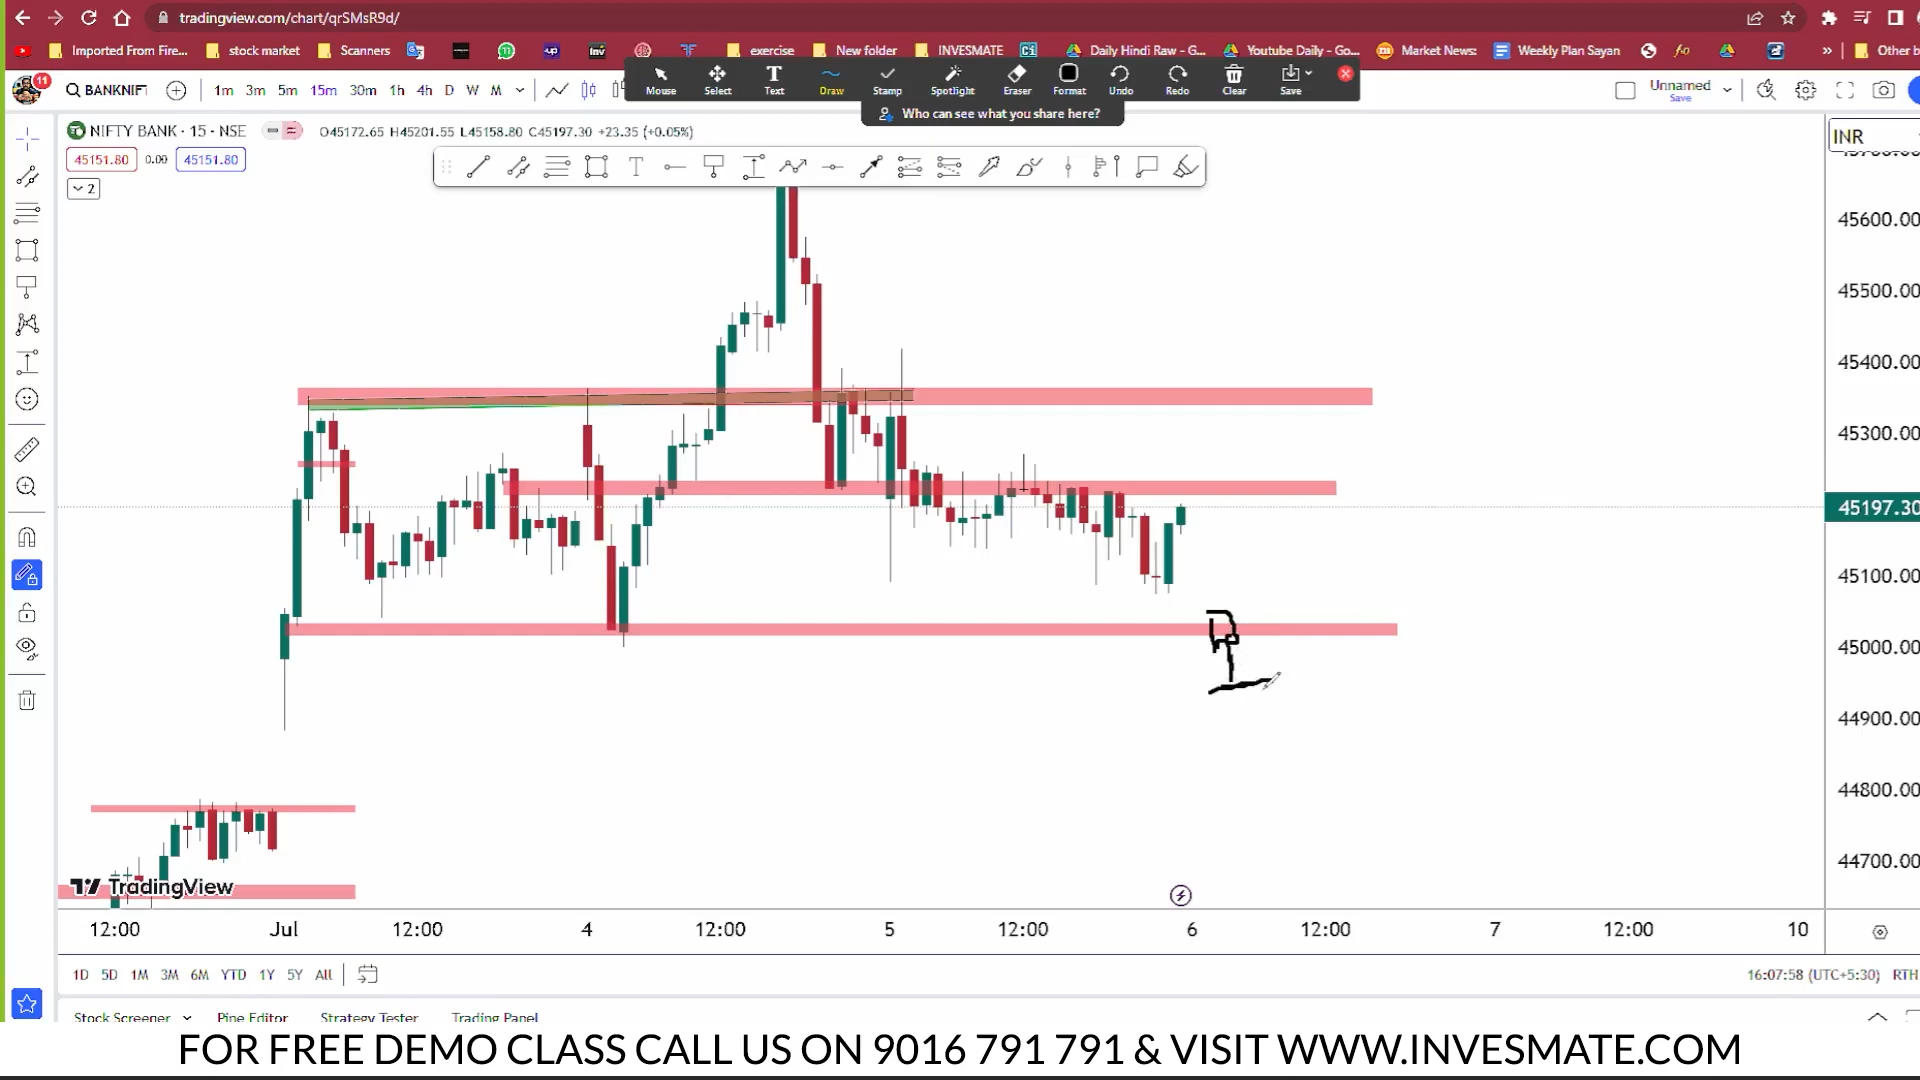 tradingview.com/chart/qrSMsR9d/
Imported From Fire... stock market Scanners up Inv exercise New folder INVESMATE Ci Daily Hindi Raw - G... Youtube Daily - Go... Market News: Weekly Plan Sayan » Other b
Mouse Select Text Draw Stamp Spotlight Eraser Format Undo Redo Clear Save
Who can see what you share here?
11 BANKNIFT 1m 3m 5m 15m 30m 1h 4h D W M Unnamed
Save
NIFTY BANK · 15 · NSE O45172.65 H45201.55 L45158.80 C45197.30 +23.35 (+0.05%)
INR
45151.80 0.00 45151.80
2
45600.00
45500.00
45400.00
45300.00
45197.30
45100.00
45000.00
44900.00
44800.00
44700.00
TradingView
12:00 Jul 12:00 4 12:00 5 12:00 6 12:00 7 12:00 10
1D 5D 1M 3M 6M YTD 1Y 5Y All 16:07:58 (UTC+5:30) RTH
Stock Screener Pine Editor Strategy Tester Trading Panel
FOR FREE DEMO CLASS CALL US ON 9016 791 791 & VISIT WWW.INVESMATE.COM